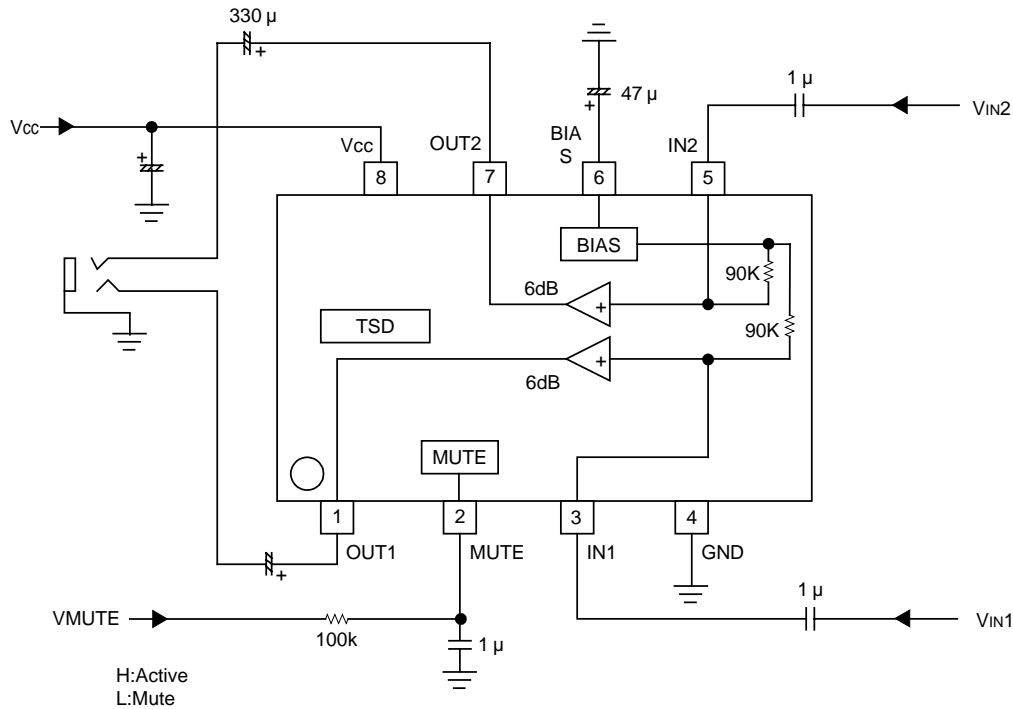 330 µ
+
47 µ
+
1 µ
VIN2
Vcc
+
Vcc
OUT2
BIA
S
IN2
8
7
6
5
BIAS
90K
6dB
+
90K
TSD
+
6dB
MUTE
1
2
3
4
OUT1
MUTE
IN1
GND
+
1 µ
VMUTE
100k
1 µ
VIN1
H:Active
L:Mute